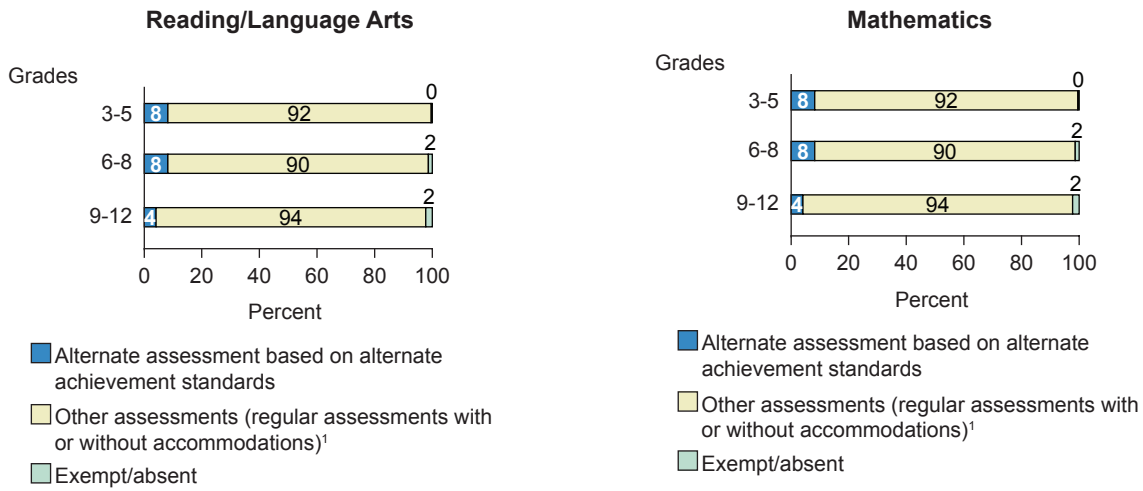 Reading/Language Arts
Grades
0
3-5 8 92
2
6-8 8 90
2
9-12 4 94
0 20 40 60 80 100
Percent
Alternate assessment based on alternate
achievement standards
Other assessments (regular assessments with
or without accommodations)¹
Exempt/absent
Mathematics
Grades
0
3-5 8 92
2
6-8 8 90
2
9-12 4 94
0 20 40 60 80 100
Percent
Alternate assessment based on alternate
achievement standards
Other assessments (regular assessments with
or without accommodations)¹
Exempt/absent